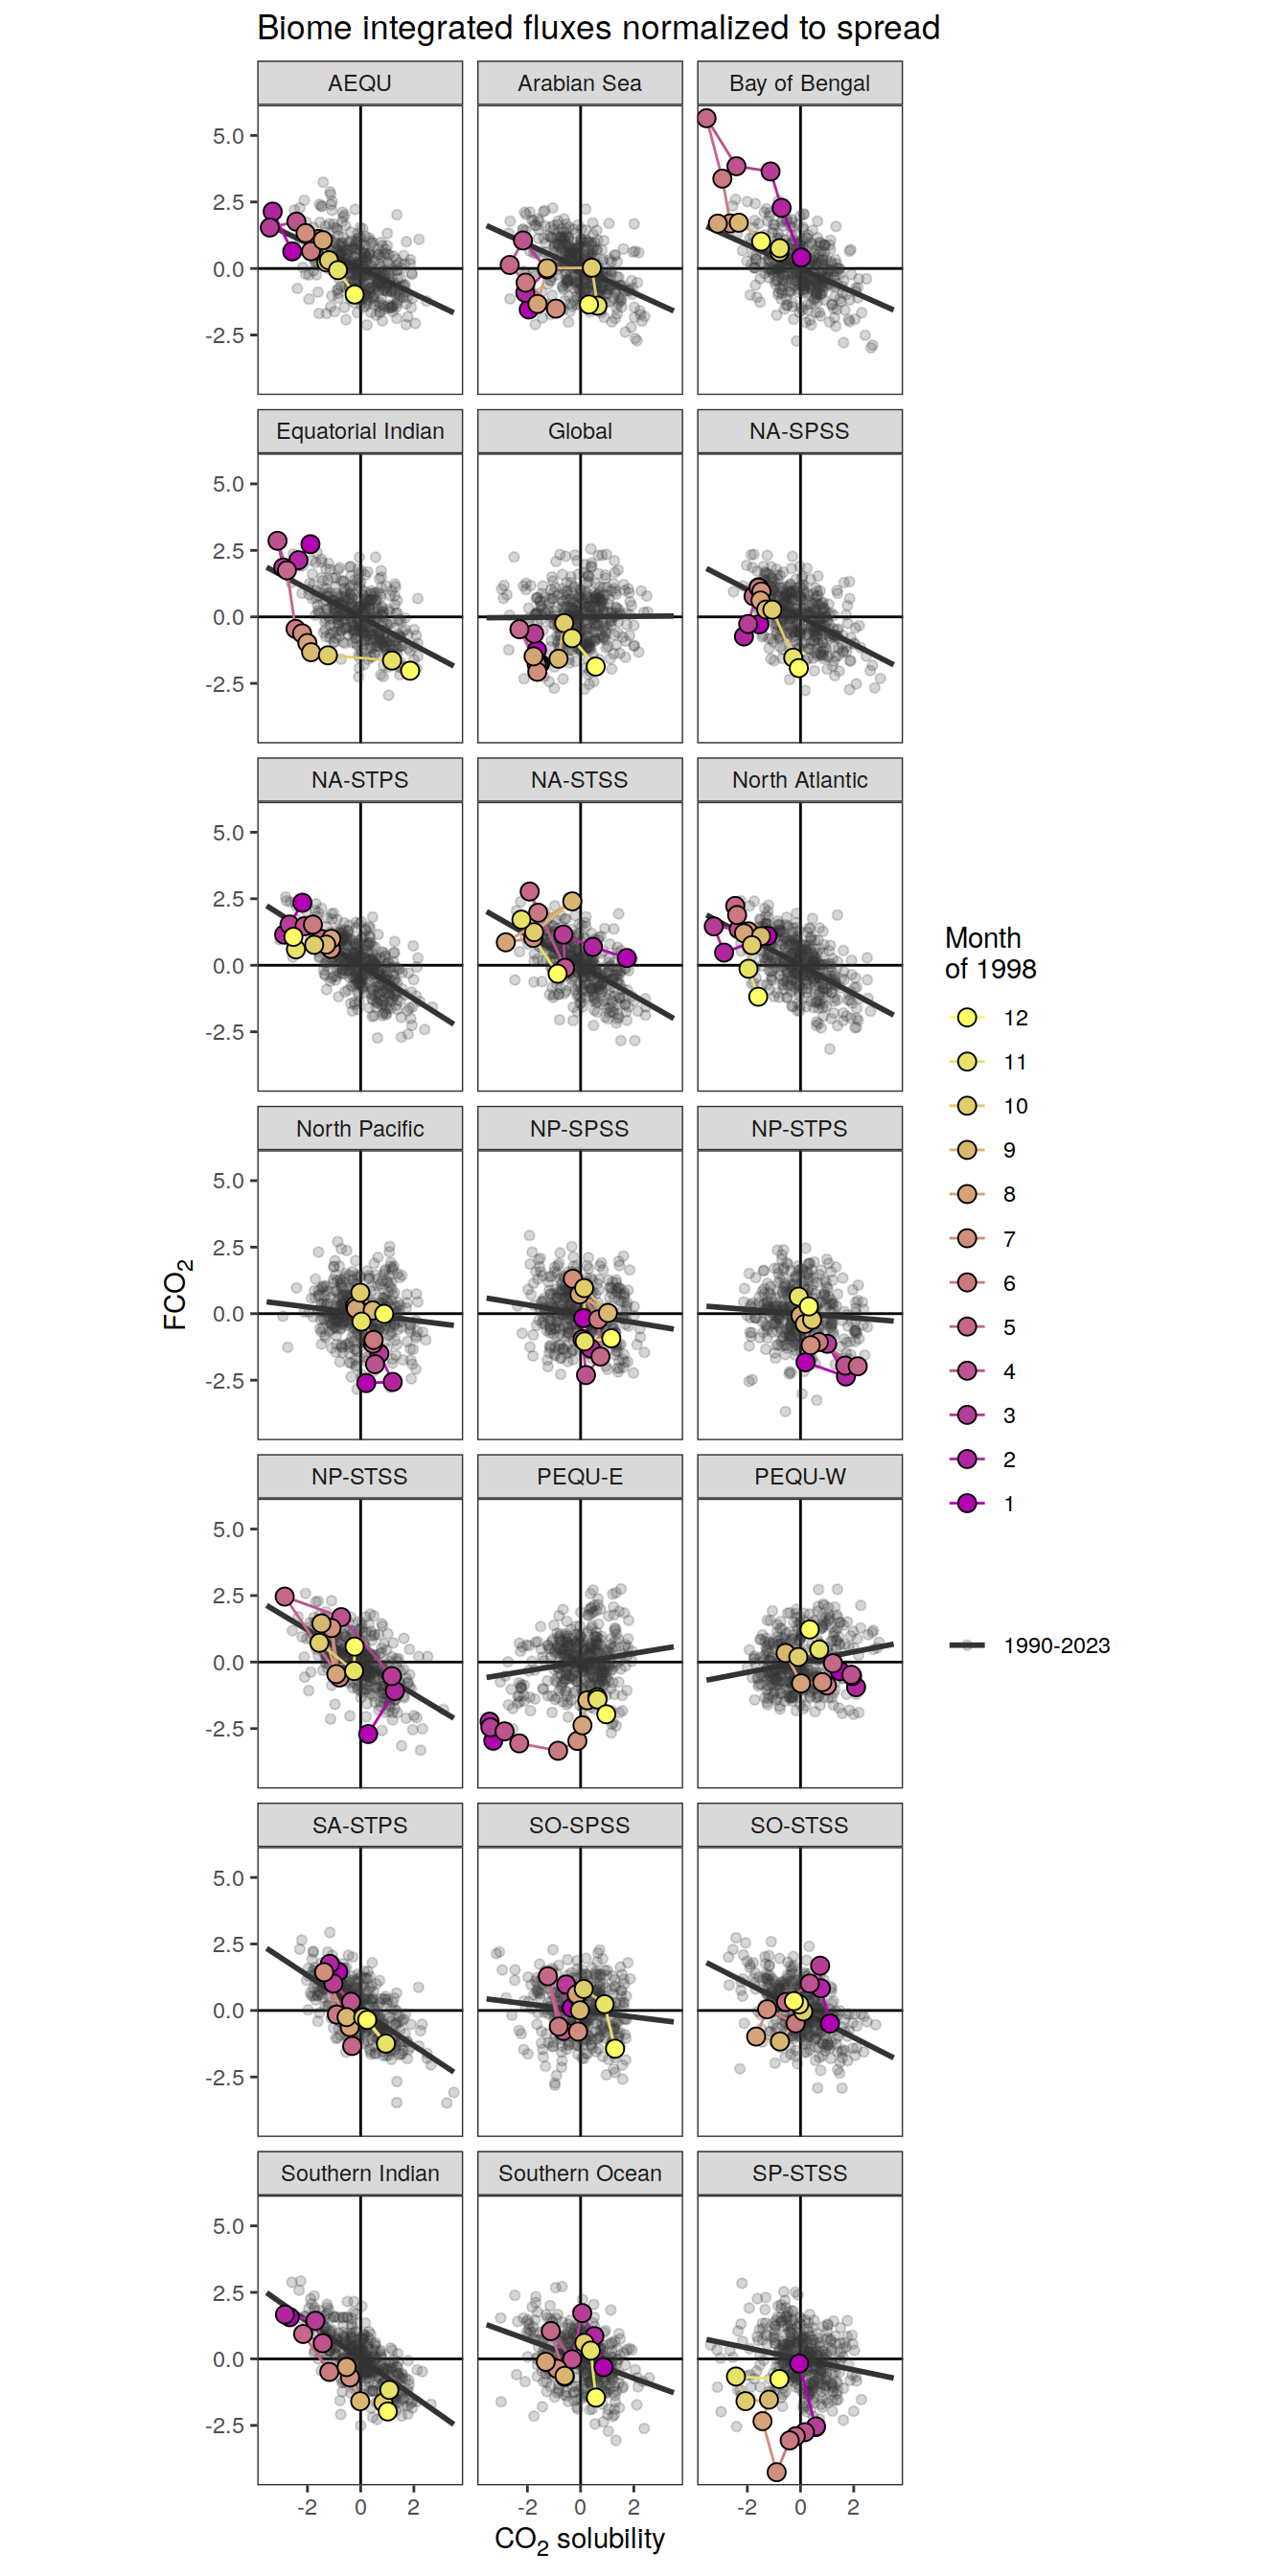 Biome integrated fluxes normalized to spread
AEQU
Arabian Sea
Bay of Bengal
5.0
2.5
0.0
-2.5
Equatorial Indian
Global
NA-SPSS
5.0
2.5
0.0
-2.5
NA-STPS
NA-STSS
North Atlantic
5.0
2.5
0.0
-2.5
North Pacific
NP-SPSS
NP-STPS
5.0
2.5
0.0
-2.5
NP-STSS
PEQU-E
PEQU-W
5.0
2.5
0.0
-2.5
SA-STPS
SO-SPSS
SO-STSS
5.0
2.5
0.0
-2.5
Southern Indian
Southern Ocean
SP-STSS
5.0
2.5
0.0
-2.5
-2 0 2
-2 0 2
-2 0 2
CO₂ solubility
FCO₂
Month
of 1998
12
11
10
9
8
7
6
5
4
3
2
1
1990-2023